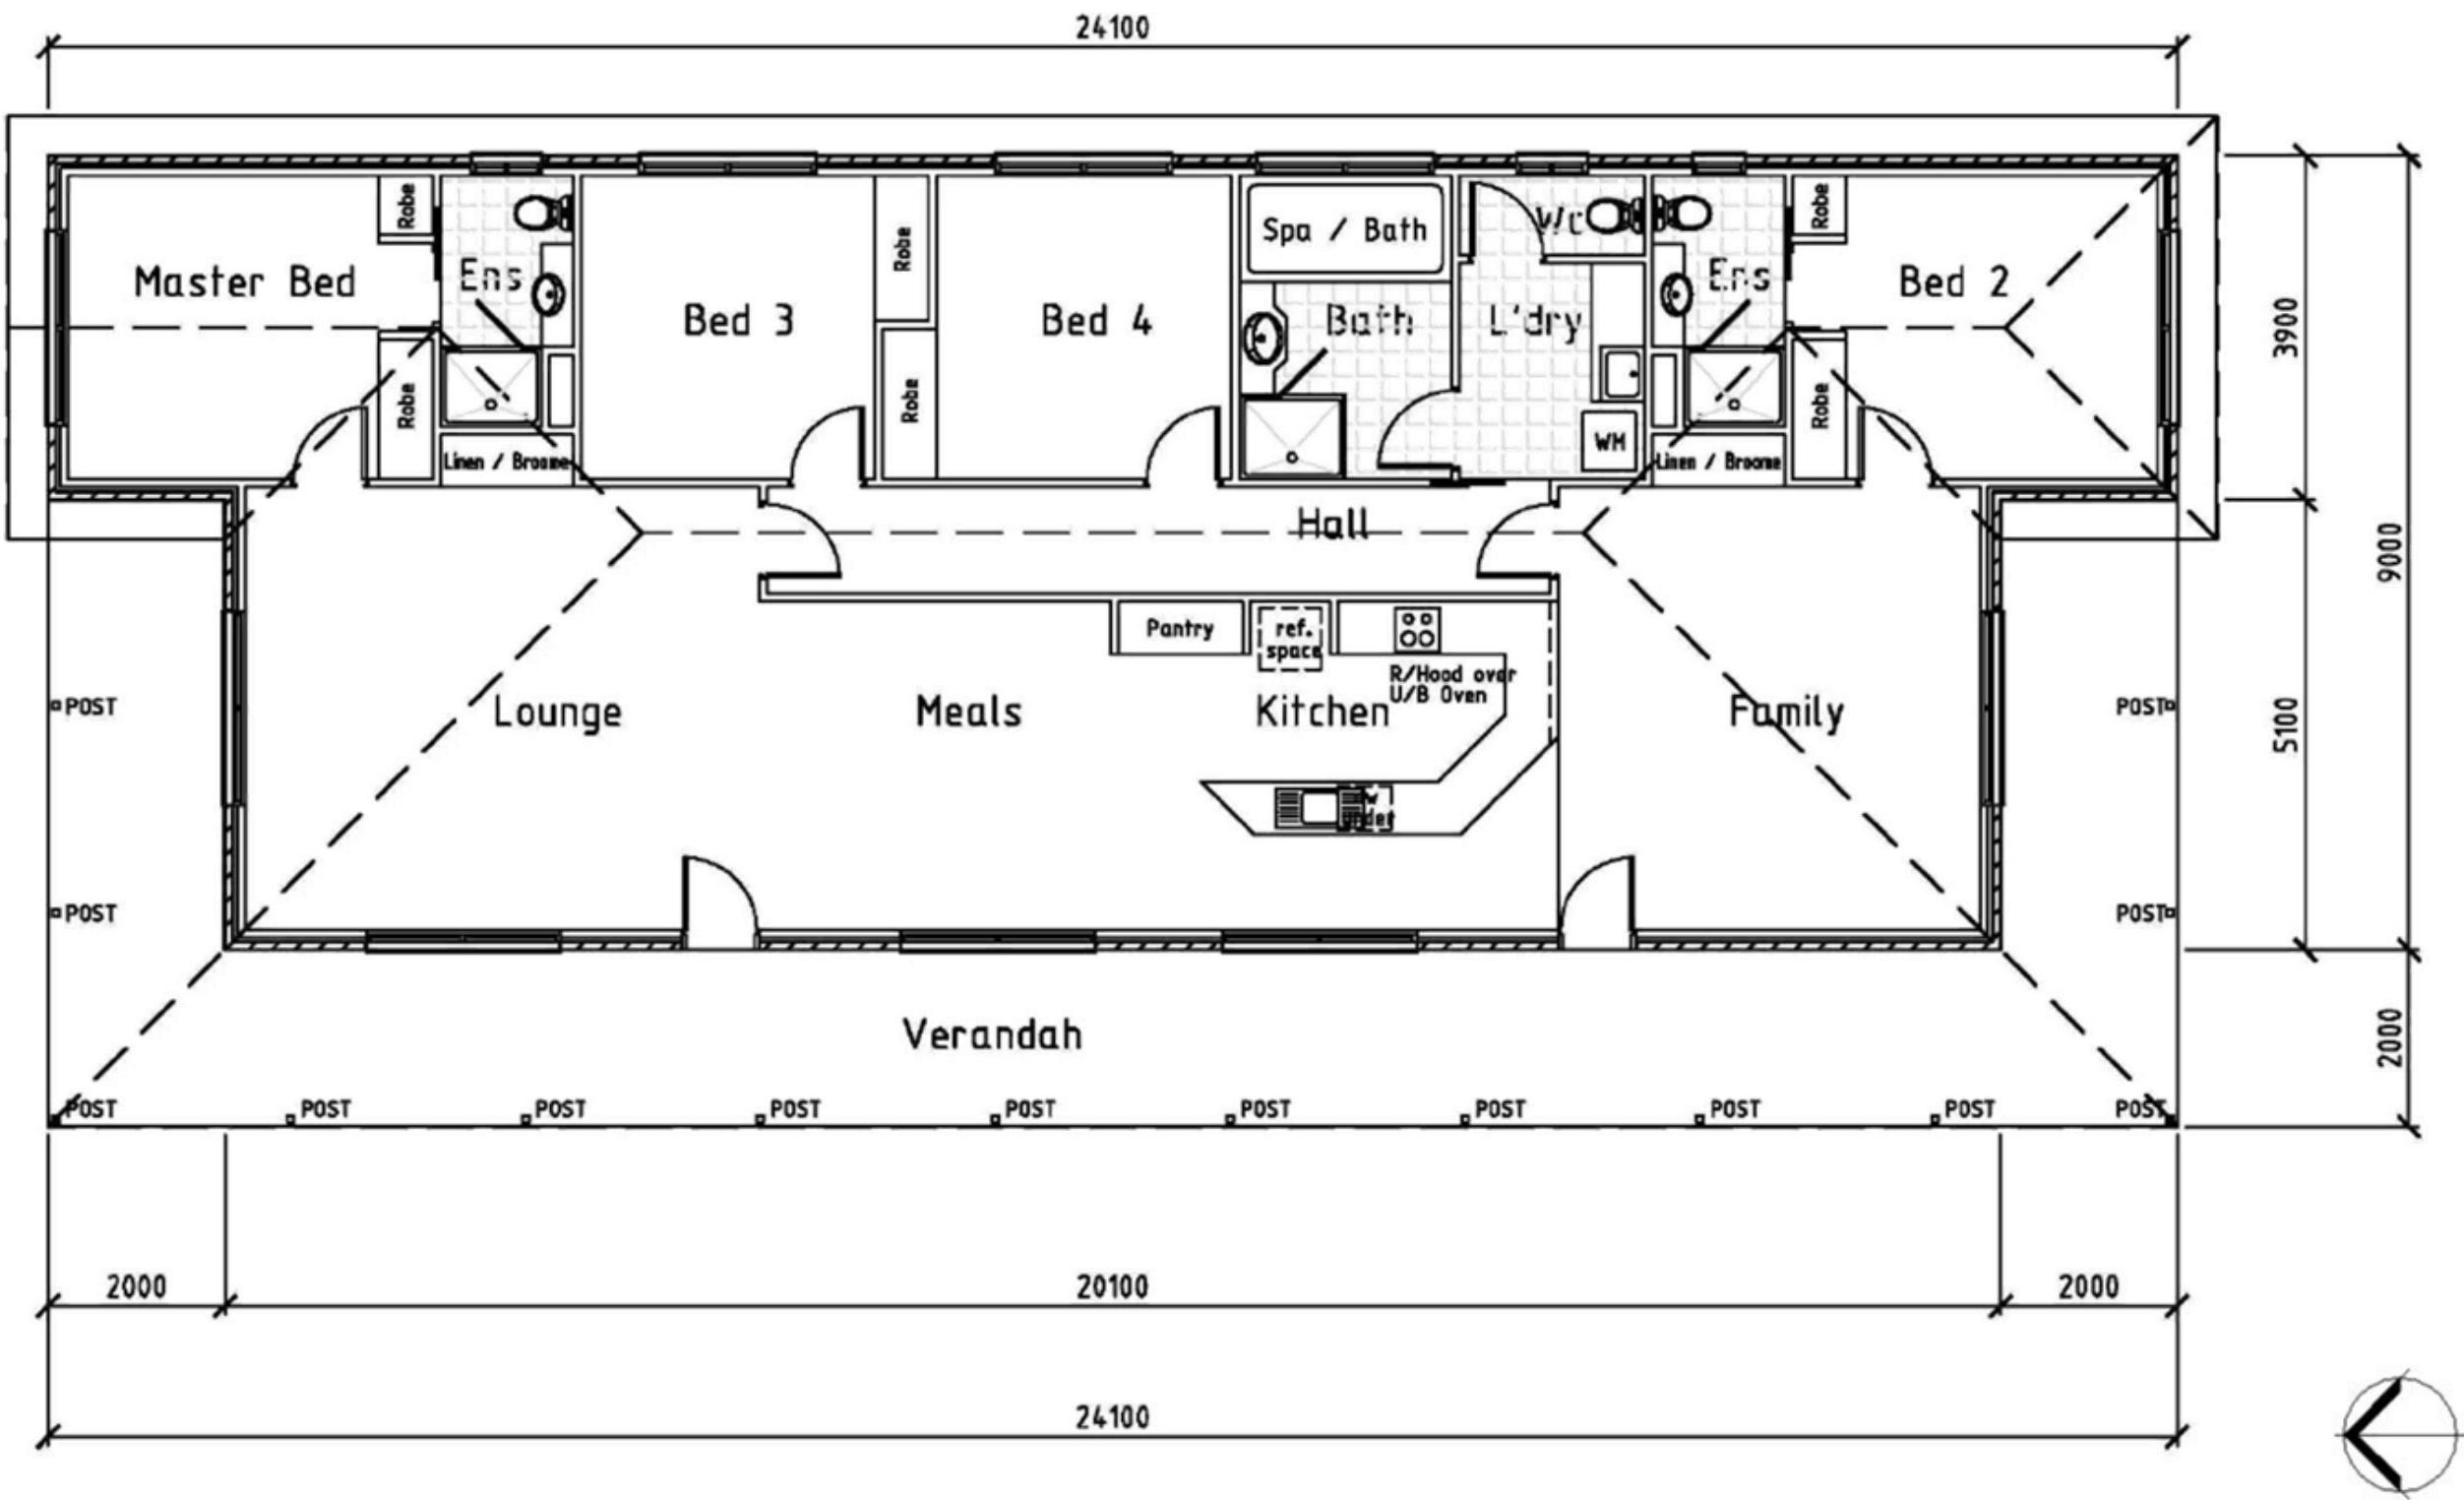 24100
Robe
Robe
Spa / Bath
Wc
Master Bed
Ens
Robe
Ens
Bed 2
Bed 3
Bed 4
Bath
L'dry
3900
Robe
Robe
Robe
Linen / Broome
WM
Linen / Broome
Hall
9000
Pantry
ref.
space
R/Hood over
U/B Oven
POST
Lounge
Meals
Kitchen
Family
POST
5100
under
POST
POST
Verandah
2000
POST
POST
POST
POST
POST
POST
POST
POST
POST
POST
2000
20100
2000
24100